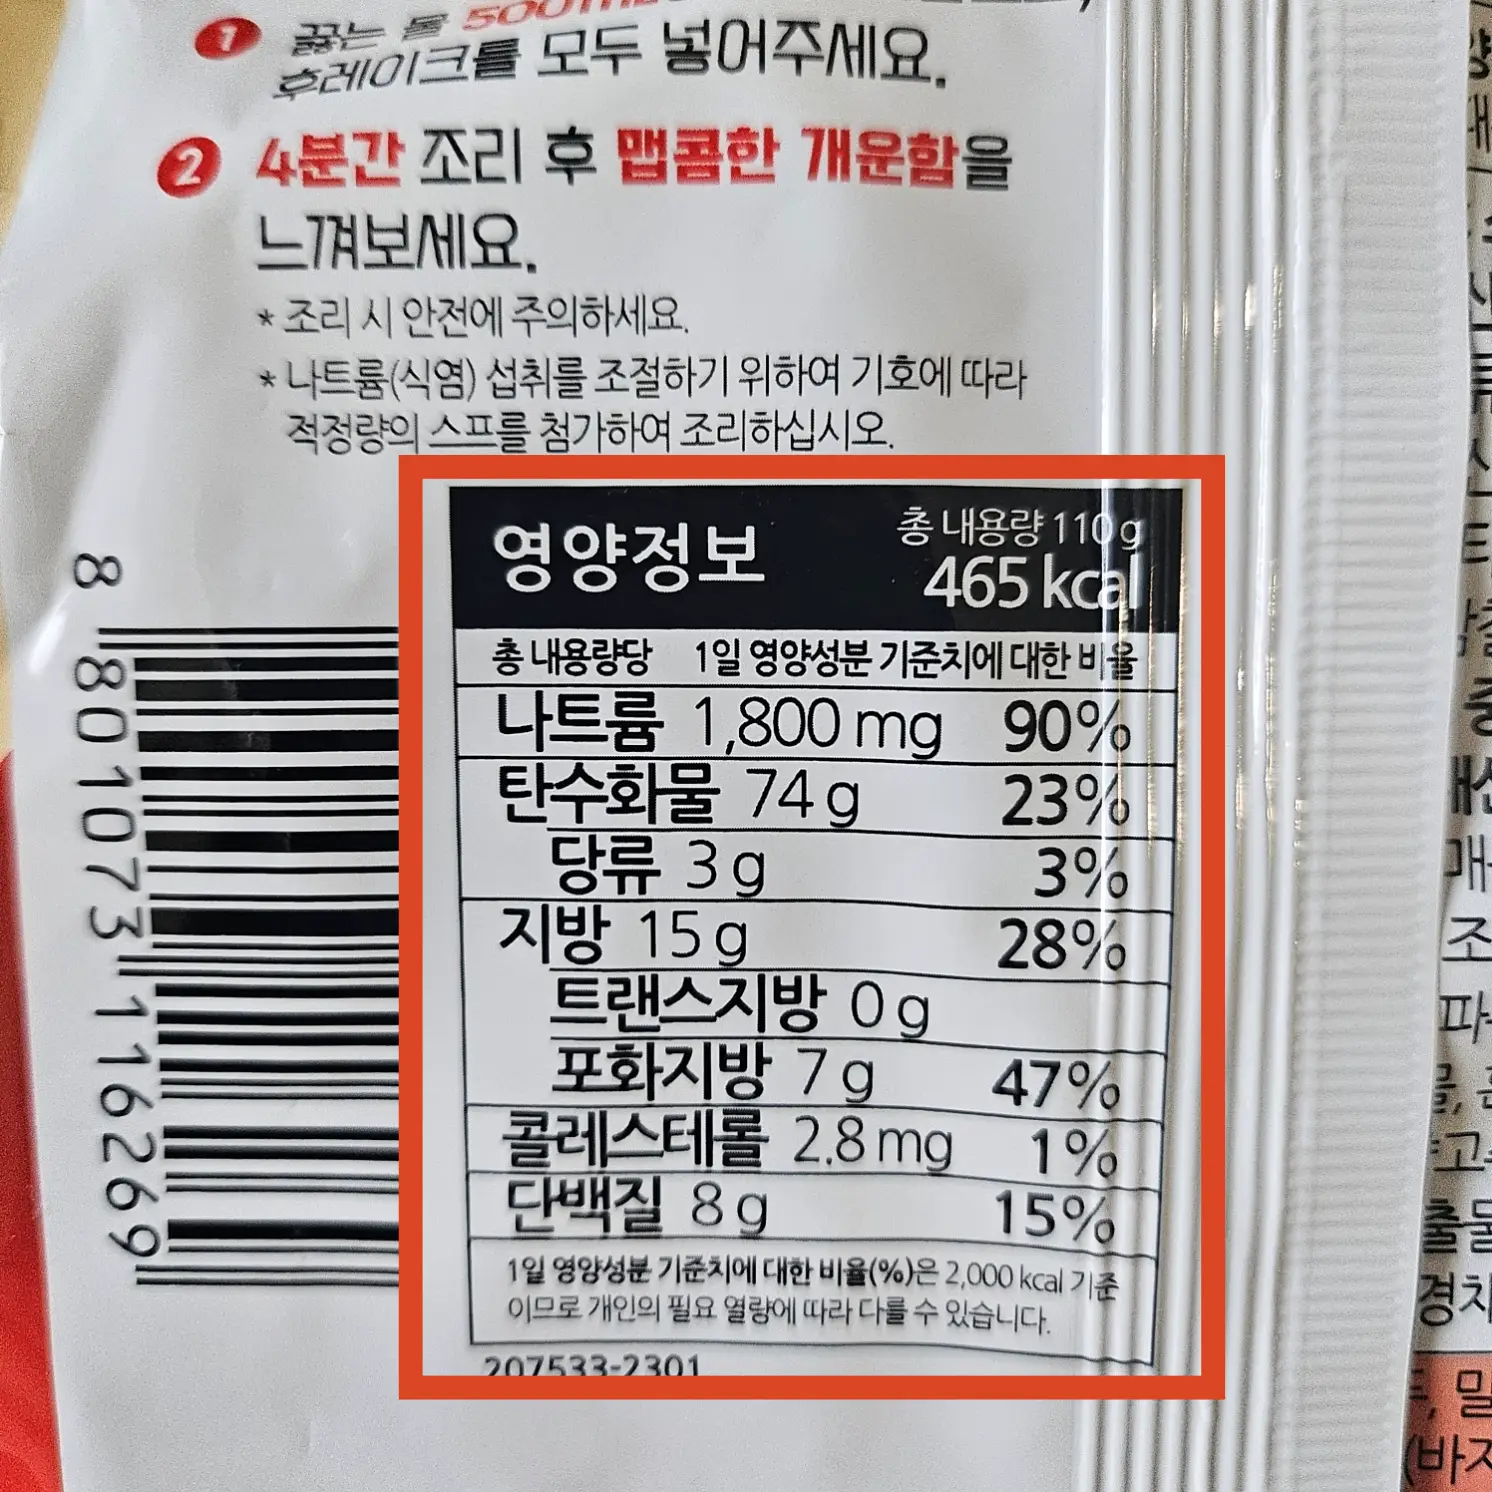 1 끓는 물 500mL
후레이크를 모두 넣어주세요.
2 4분간 조리 후 맵콤한 개운함을
느껴보세요.
* 조리 시 안전에 주의하세요.
* 나트륨(식염) 섭취를 조절하기 위하여 기호에 따라
적정량의 스프를 첨가하여 조리하십시오.
영양정보
총 내용량 110 g
465 kcal
총 내용량당 1일 영양성분 기준치에 대한 비율
나트륨 1,800 mg 90%
탄수화물 74 g 23%
당류 3 g 3%
지방 15 g 28%
트랜스지방 0 g
포화지방 7 g 47%
콜레스테롤 2.8 mg 1%
단백질 8 g 15%
1일 영양성분 기준치에 대한 비율(%)은 2,000 kcal 기준
이므로 개인의 필요 열량에 따라 다를 수 있습니다.
207533-2301
8 801073 116269